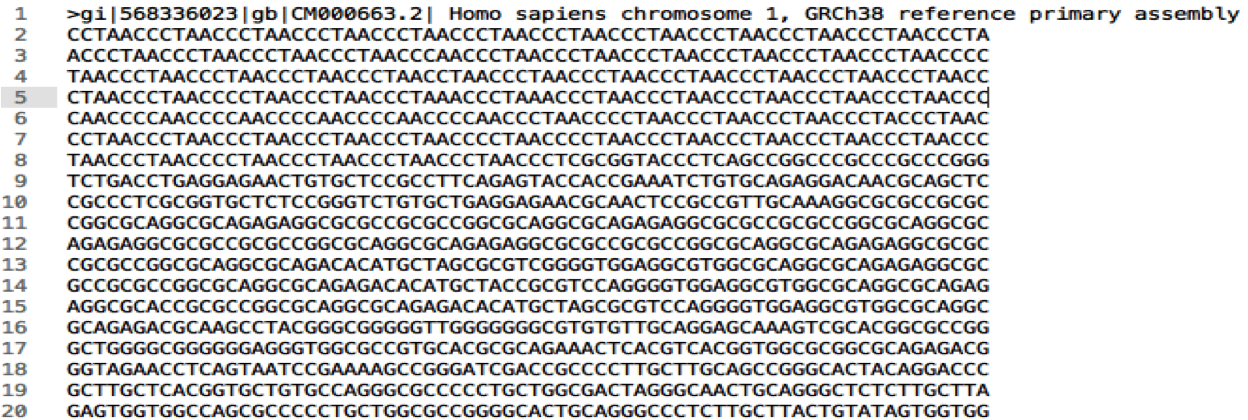 1 >gi|568336023|gb|CM000663.2| Homo sapiens chromosome 1, GRCh38 reference primary assembly
2 CCTAACCCTAACCCTAACCCTAACCCTAACCCTAACCCTAACCCTAACCCTAACCCTAACCCTAACCCTA
3 ACCCTAACCCTAACCCTAACCCTAACCCAACCCTAACCCTAACCCTAACCCTAACCCTAACCCTAACCCC
4 TAACCCTAACCCTAACCCTAACCCTAACCTAACCCTAACCCTAACCCTAACCCTAACCCTAACCCTAACC
5 CTAACCCTAACCCCTAACCCTAACCCTAAACCCTAAACCCTAACCCTAACCCTAACCCTAACCCTAACCC
6 CAACCCCAACCCCAACCCCAACCCCAACCCCAACCCTAACCCCTAACCCTAACCCTAACCCTACCCTAAC
7 CCTAACCCTAACCCTAACCCTAACCCTAACCCCTAACCCCTAACCCTAACCCTAACCCTAACCCTAACCC
8 TAACCCTAACCCCTAACCCTAACCCTAACCCTAACCCTCGCGGTACCCTCAGCCGGCCCGCCCGCCCGGG
9 TCTGACCTGAGGAGAACTGTGCTCCGCCTTCAGAGTACCACCGAAATCTGTGCAGAGGACAACGCAGCTC
10 CGCCCTCGCGGTGCTCTCCGGGTCTGTGCTGAGGAGAACGCAACTCCGCCGTTGCAAAGGCGCGCCGCGC
11 CGGCGCAGGCGCAGAGAGGCGCGCCGCGCCGGCGCAGGCGCAGAGAGGCGCGCCGCGCCGGCGCAGGCGC
12 AGAGAGGCGCGCCGCGCCGGCGCAGGCGCAGAGAGGCGCGCCGCGCCGGCGCAGGCGCAGAGAGGCGCGC
13 CGCGCCGGCGCAGGCGCAGACACATGCTAGCGCGTCGGGGTGGAGGCGTGGCGCAGGCGCAGAGAGGCGC
14 GCCGCGCCGGCGCAGGCGCAGAGACACATGCTACCGCGTCCAGGGGTGGAGGCGTGGCGCAGGCGCAGAG
15 AGGCGCACCGCGCCGGCGCAGGCGCAGAGACACATGCTAGCGCGTCCAGGGGTGGAGGCGTGGCGCAGGC
16 GCAGAGACGCAAGCCTACGGGCGGGGGTTGGGGGGGCGTGTGTTGCAGGAGCAAAGTCGCACGGCGCCGG
17 GCTGGGGCGGGGGGAGGGTGGCGCCGTGCACGCGCAGAAACTCACGTCACGGTGGCGCGGCGCAGAGACG
18 GGTAGAACCTCAGTAATCCGAAAAGCCGGGATCGACCGCCCCTTGCTTGCAGCCGGGCACTACAGGACCC
19 GCTTGCTCACGGTGCTGTGCCAGGGCGCCCCCTGCTGGCGACTAGGGCAACTGCAGGGCTCTCTTGCTTA
20 GAGTGGTGGCCAGCGCCCCCTGCTGGCGCCGGGGCACTGCAGGGCCCTCTTGCTTACTGTATAGTGGTGG